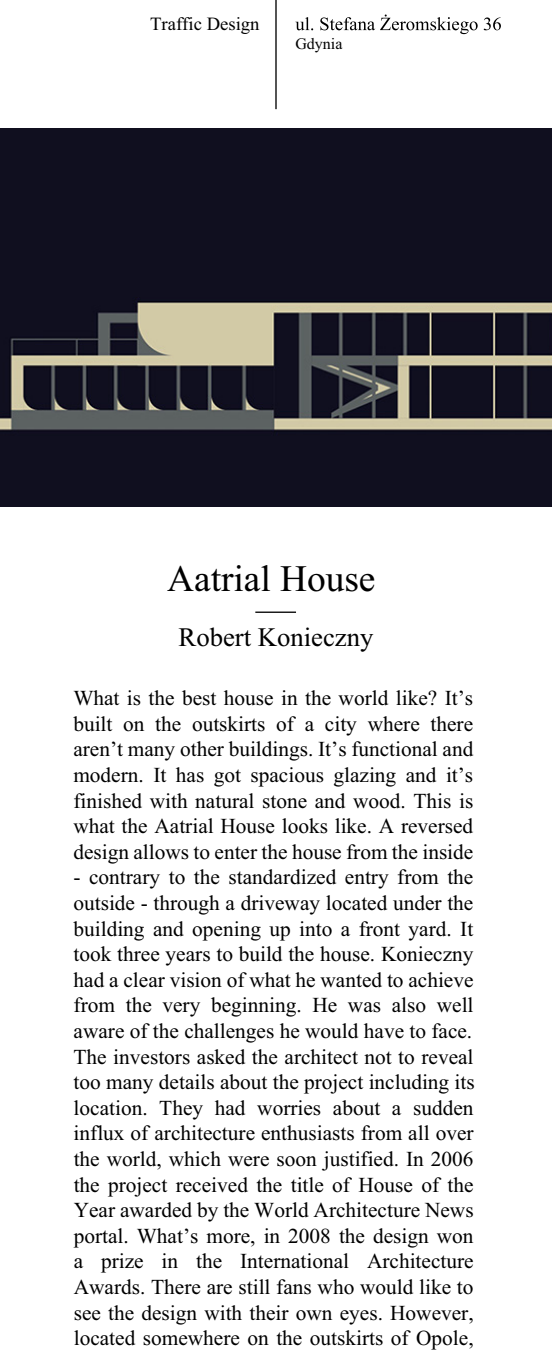 Traffic Design
ul. Stefana Żeromskiego 36
Gdynia
Aatrial House
Robert Konieczny
What is the best house in the world like? It’s
built on the outskirts of a city where there
aren’t many other buildings. It’s functional and
modern. It has got spacious glazing and it’s
finished with natural stone and wood. This is
what the Aatrial House looks like. A reversed
design allows to enter the house from the inside
- contrary to the standardized entry from the
outside - through a driveway located under the
building and opening up into a front yard. It
took three years to build the house. Konieczny
had a clear vision of what he wanted to achieve
from the very beginning. He was also well
aware of the challenges he would have to face.
The investors asked the architect not to reveal
too many details about the project including its
location. They had worries about a sudden
influx of architecture enthusiasts from all over
the world, which were soon justified. In 2006
the project received the title of House of the
Year awarded by the World Architecture News
portal. What’s more, in 2008 the design won
a prize in the International Architecture
Awards. There are still fans who would like to
see the design with their own eyes. However,
located somewhere on the outskirts of Opole,